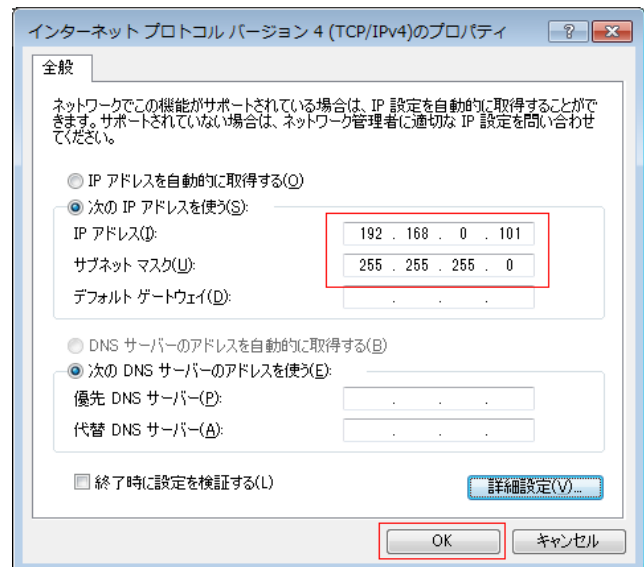 インターネット プロトコル バージョン 4 (TCP/IPv4)のプロパティ
全般
ネットワークでこの機能がサポートされている場合は、IP 設定を自動的に取得することがで
きます。サポートされていない場合は、ネットワーク管理者に適切な IP 設定を問い合わせ
てください。
IP アドレスを自動的に取得する(O)
次の IP アドレスを使う(S):
IP アドレス(I): 192 . 168 . 0 . 101
サブネット マスク(U): 255 . 255 . 255 . 0
デフォルト ゲートウェイ(D): . . .
DNS サーバーのアドレスを自動的に取得する(B)
次の DNS サーバーのアドレスを使う(E):
優先 DNS サーバー(P): . . .
代替 DNS サーバー(A): . . .
終了時に設定を検証する(L)
詳細設定(V)...
OK キャンセル